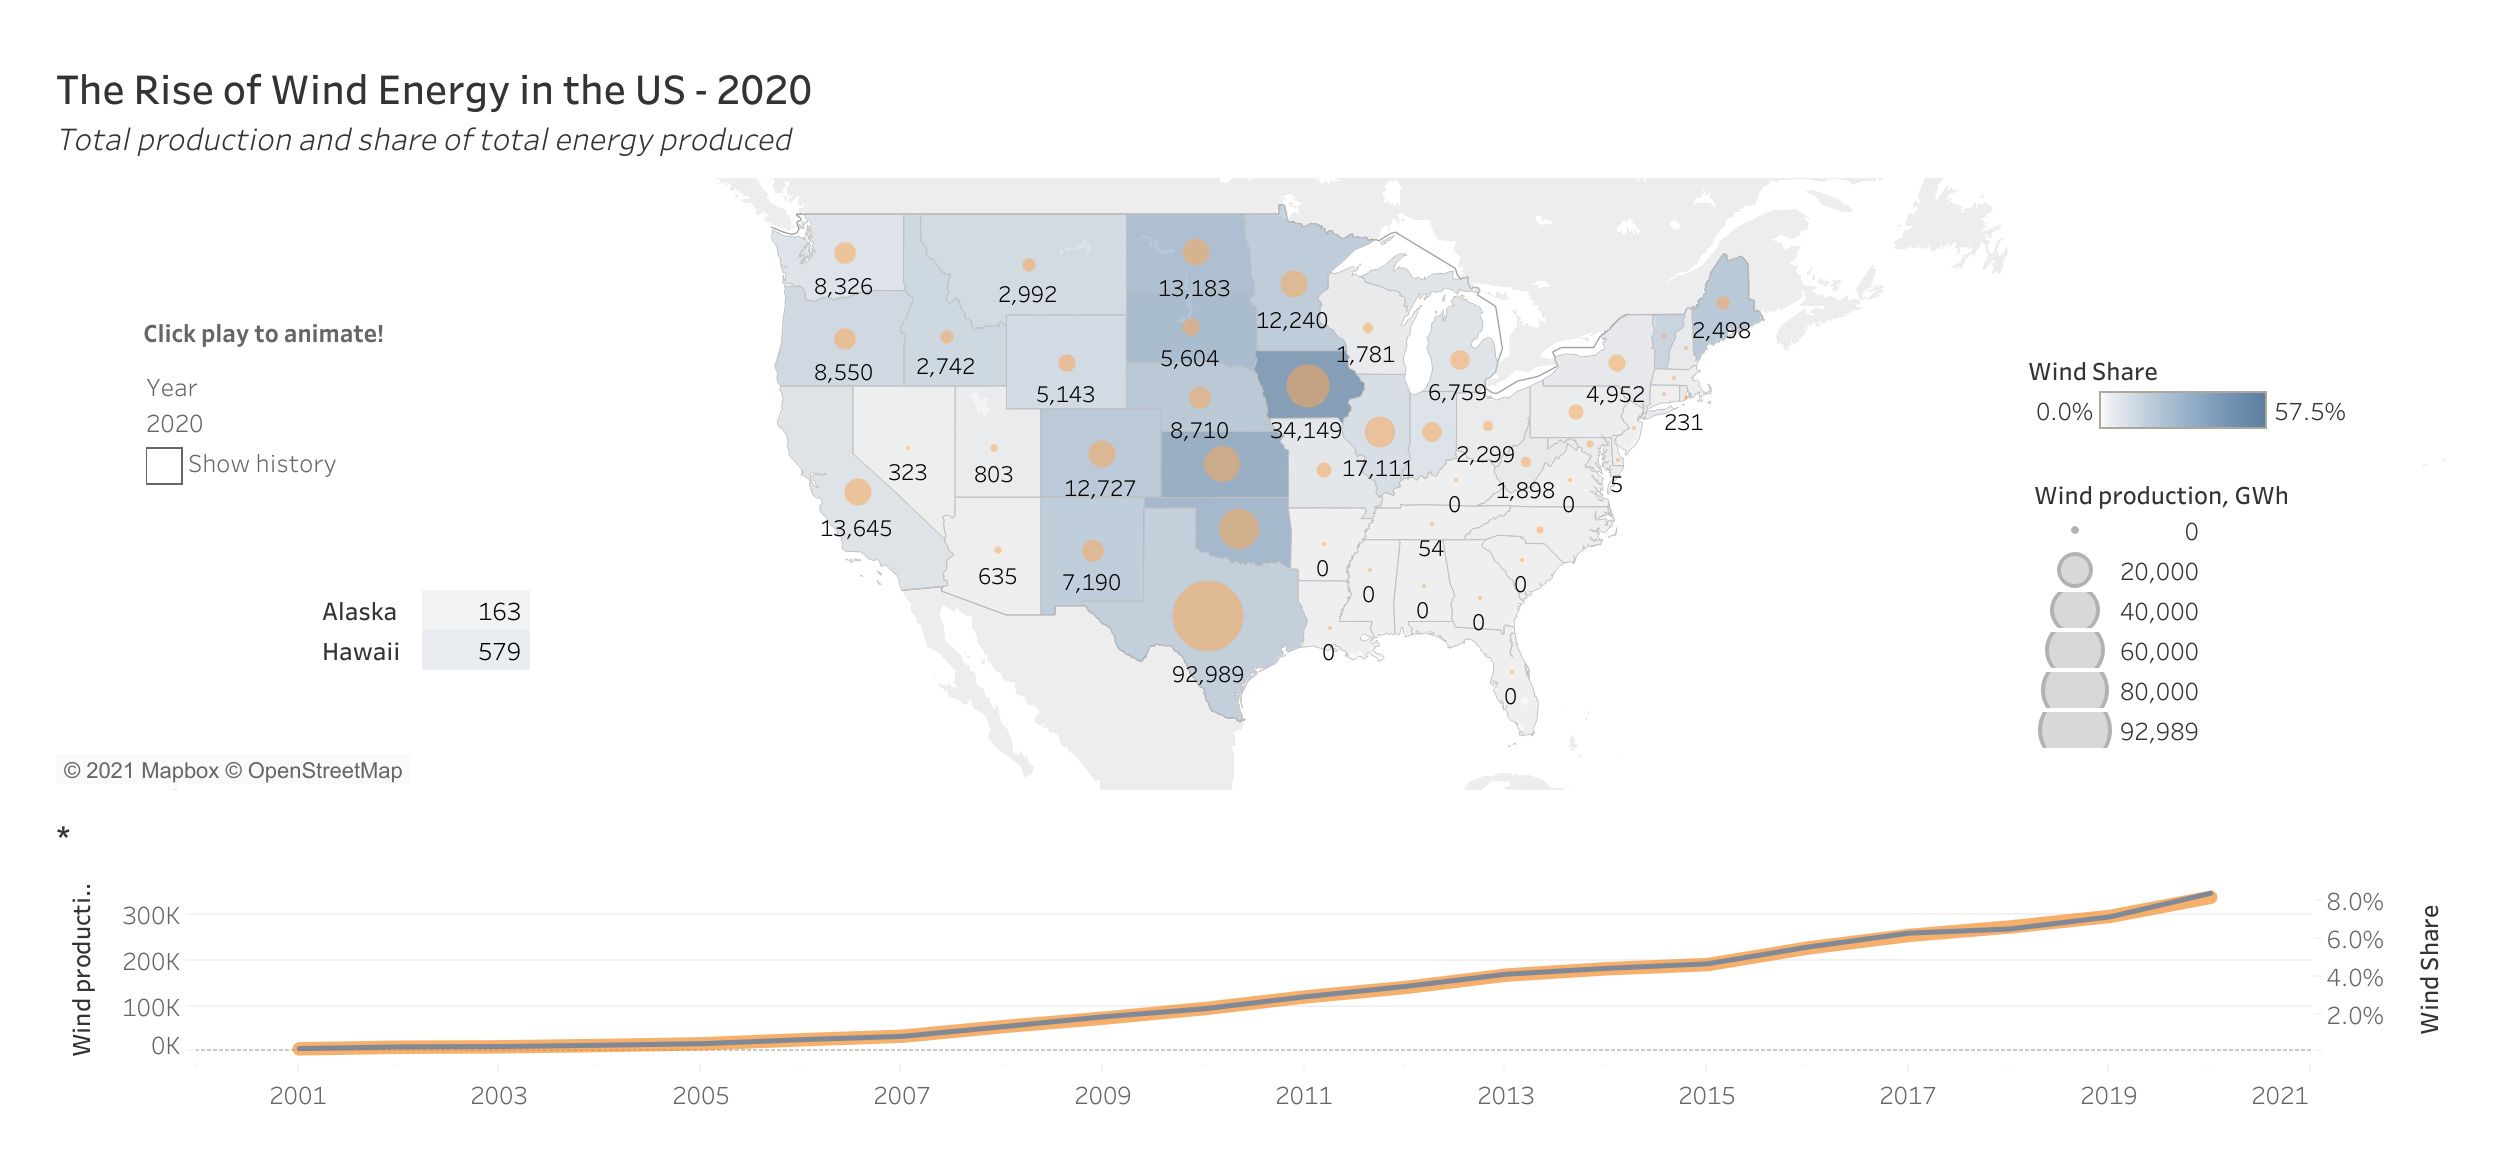 The Rise of Wind Energy in the US - 2020
Total production and share of total energy produced
Click play to animate!
Year
2020
Show history
Alaska 163
Hawaii 579
8,326
2,992
13,183
12,240
2,498
8,550
2,742
5,143
5,604
1,781
6,759
4,952
231
8,710
34,149
323
803
12,727
17,111
2,299
1,898
0
0
5
13,645
635
7,190
54
0
0
0
0
0
0
0
92,989
Wind Share
0.0% 57.5%
Wind production, GWh
0
20,000
40,000
60,000
80,000
92,989
© 2021 Mapbox © OpenStreetMap
*
Wind producti..
300K
200K
100K
0K
8.0%
6.0%
4.0%
2.0%
Wind Share
2001 2003 2005 2007 2009 2011 2013 2015 2017 2019 2021